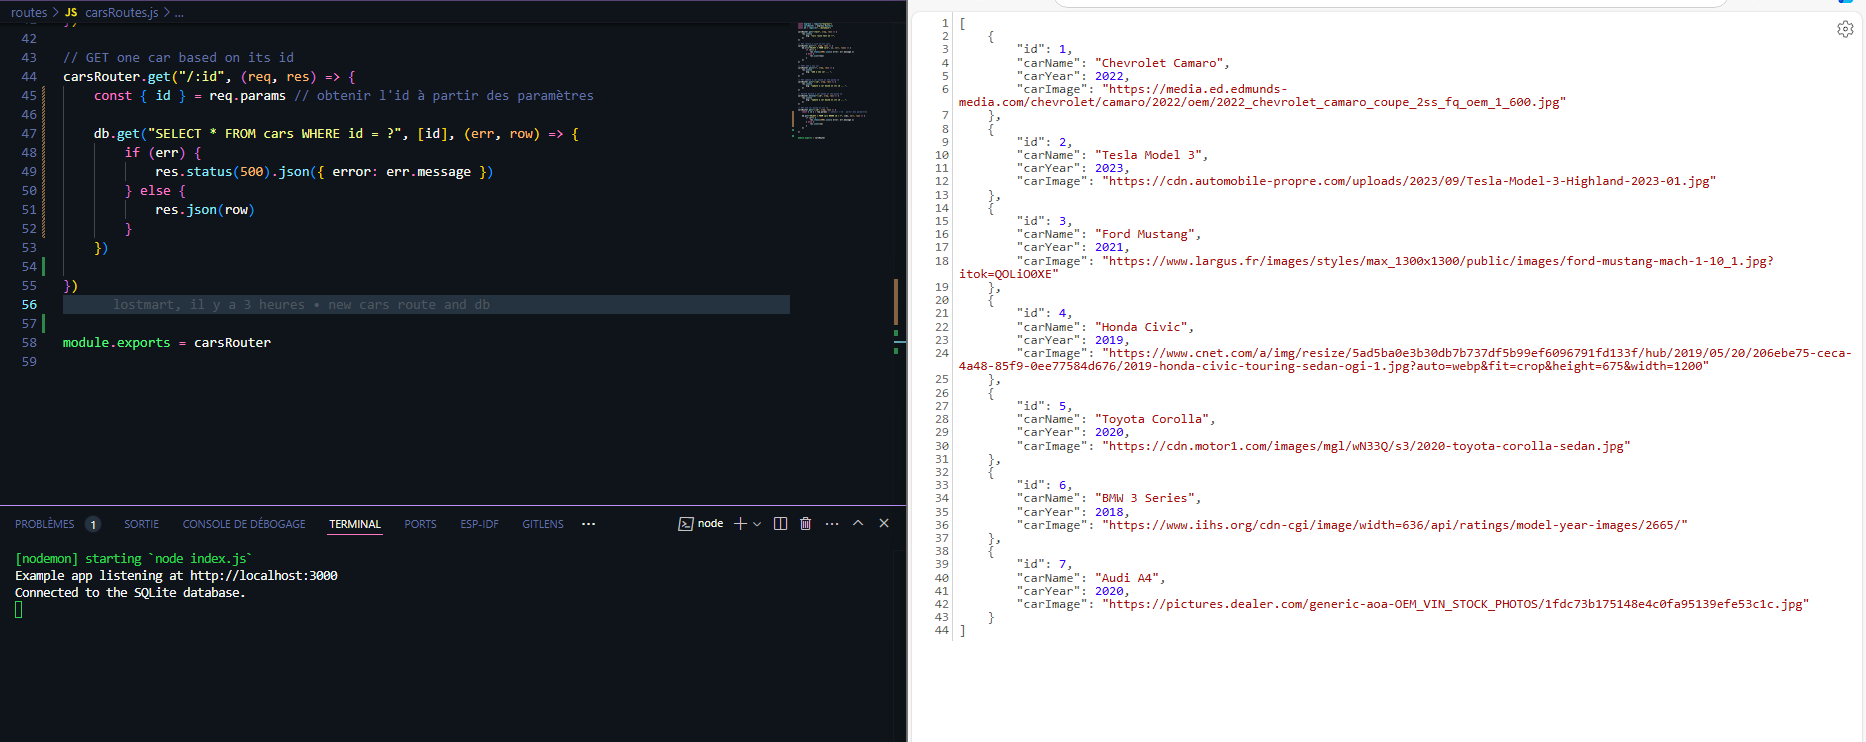 routes > JS carsRoutes.js > ...
42
43 // GET one car based on its id
44 carsRouter.get("/:id", (req, res) => {
45 const { id } = req.params // obtenir l'id à partir des paramètres
46
47 db.get("SELECT * FROM cars WHERE id = ?", [id], (err, row) => {
48 if (err) {
49 res.status(500).json({ error: err.message })
50 } else {
51 res.json(row)
52 }
53 })
54
55 })
56 lostmart, il y a 3 heures • new cars route and db
57
58 module.exports = carsRouter
59
PROBLÈMES 1 SORTIE CONSOLE DE DÉBOGAGE TERMINAL PORTS ESP-IDF GITLENS ... node
[nodemon] starting `node index.js`
Example app listening at http://localhost:3000
Connected to the SQLite database.
1 [
2 {
3 "id": 1,
4 "carName": "Chevrolet Camaro",
5 "carYear": 2022,
6 "carImage": "https://media.ed.edmunds-
media.com/chevrolet/camaro/2022/oem/2022_chevrolet_camaro_coupe_2ss_fq_oem_1_600.jpg"
7 },
8 {
9 "id": 2,
10 "carName": "Tesla Model 3",
11 "carYear": 2023,
12 "carImage": "https://cdn.automobile-propre.com/uploads/2023/09/Tesla-Model-3-Highland-2023-01.jpg"
13 },
14 {
15 "id": 3,
16 "carName": "Ford Mustang",
17 "carYear": 2021,
18 "carImage": "https://www.largus.fr/images/styles/max_1300x1300/public/images/ford-mustang-mach-1-10_1.jpg?
itok=QOLiO0XE"
19 },
20 {
21 "id": 4,
22 "carName": "Honda Civic",
23 "carYear": 2019,
24 "carImage": "https://www.cnet.com/a/img/resize/5ad5ba0e3b30db7b737df5b99ef6096791fd133f/hub/2019/05/20/206ebe75-ceca-
4a48-85f9-0ee77584d676/2019-honda-civic-touring-sedan-ogi-1.jpg?auto=webp&fit=crop&height=675&width=1200"
25 },
26 {
27 "id": 5,
28 "carName": "Toyota Corolla",
29 "carYear": 2020,
30 "carImage": "https://cdn.motor1.com/images/mgl/wN33Q/s3/2020-toyota-corolla-sedan.jpg"
31 },
32 {
33 "id": 6,
34 "carName": "BMW 3 Series",
35 "carYear": 2018,
36 "carImage": "https://www.iihs.org/cdn-cgi/image/width=636/api/ratings/model-year-images/2665/"
37 },
38 {
39 "id": 7,
40 "carName": "Audi A4",
41 "carYear": 2020,
42 "carImage": "https://pictures.dealer.com/generic-aoa-OEM_VIN_STOCK_PHOTOS/1fdc73b175148e4c0fa95139efe53c1c.jpg"
43 }
44 ]